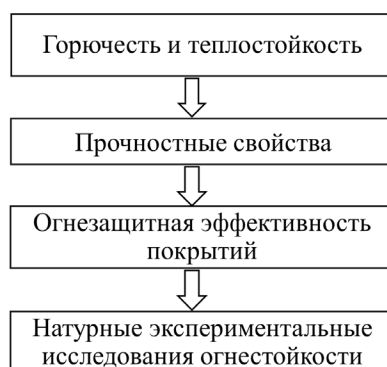 Горючесть и теплостойкость
Прочностные свойства
Огнезащитная эффективность
покрытий
Натурные экспериментальные
исследования огнестойкости